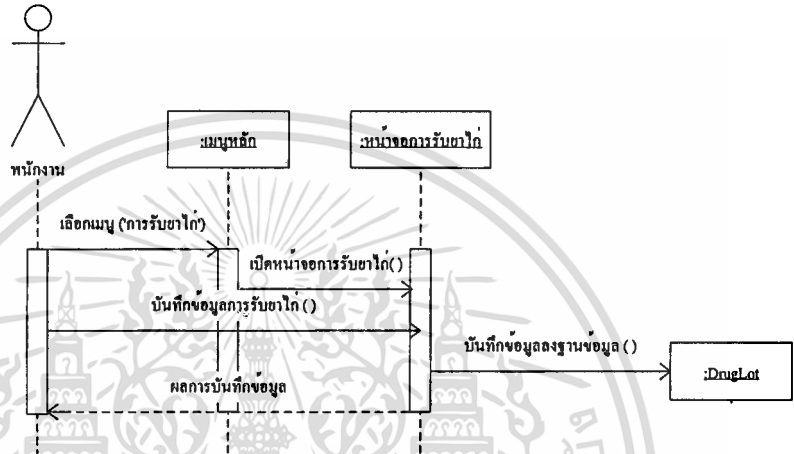 :เมนูหลัก
:หน้าจอการรับยาไก่
พนักงาน
เลือกเมนู ('การรับยาไก่')
เปิดหน้าจอการรับยาไก่()
บันทึกข้อมูลการรับยาไก่ ()
บันทึกข้อมูลลงฐานข้อมูล ()
:DrugLot
ผลการบันทึกข้อมูล